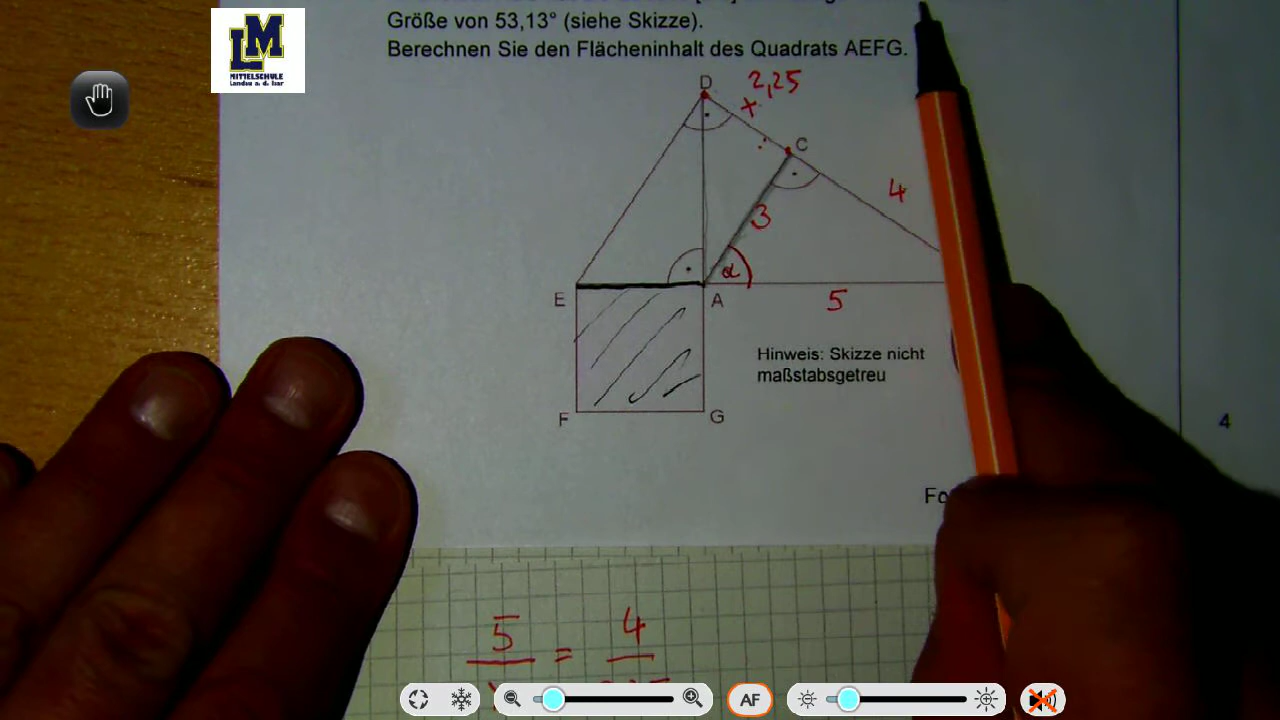 LM
MITTELSCHULE
Landau a. d. Isar
Größe von 53,13° (siehe Skizze).
Berechnen Sie den Flächeninhalt des Quadrats AEFG.
D
2,25
x
C
4
3
α
E
A
5
Hinweis: Skizze nicht
maßstabsgetreu
F
G
4
Fo
5 = 4
AF